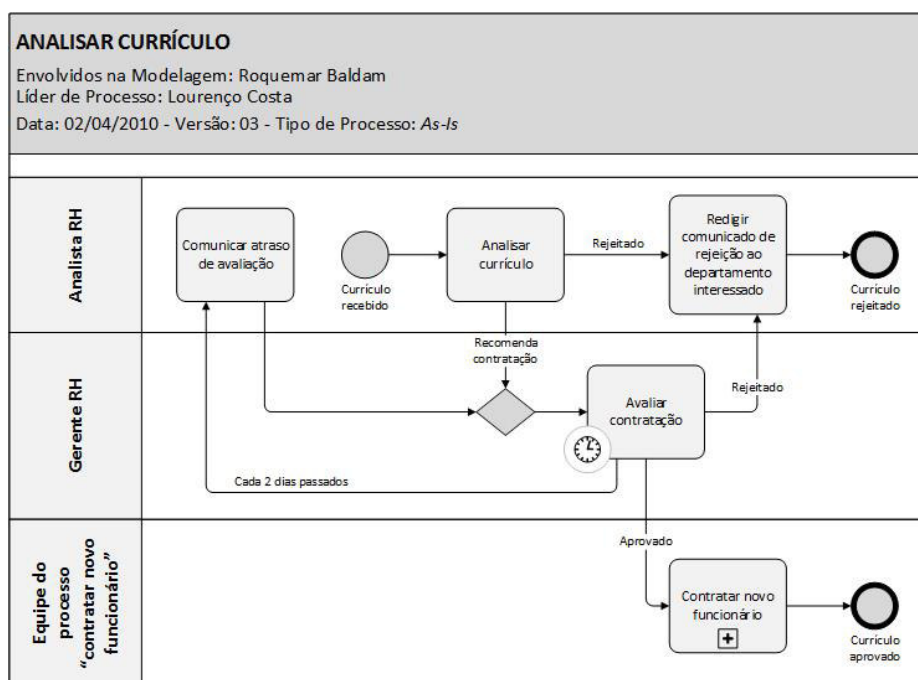 ANALISAR CURRÍCULO
Envolvidos na Modelagem: Roquemar Baldam
Líder de Processo: Lourenço Costa
Data: 02/04/2010 - Versão: 03 - Tipo de Processo: As-Is
Analista RH
Comunicar atraso
de avaliação
Currículo
recebido
Analisar
currículo
Rejeitado
Redigir
comunicado de
rejeição ao
departamento
interessado
Currículo
rejeitado
Recomenda
contratação
Gerente RH
Avaliar
contratação
Rejeitado
Cada 2 dias passados
Aprovado
Equipe do
processo
“contratar novo
funcionário”
Contratar novo
funcionário
Currículo
aprovado